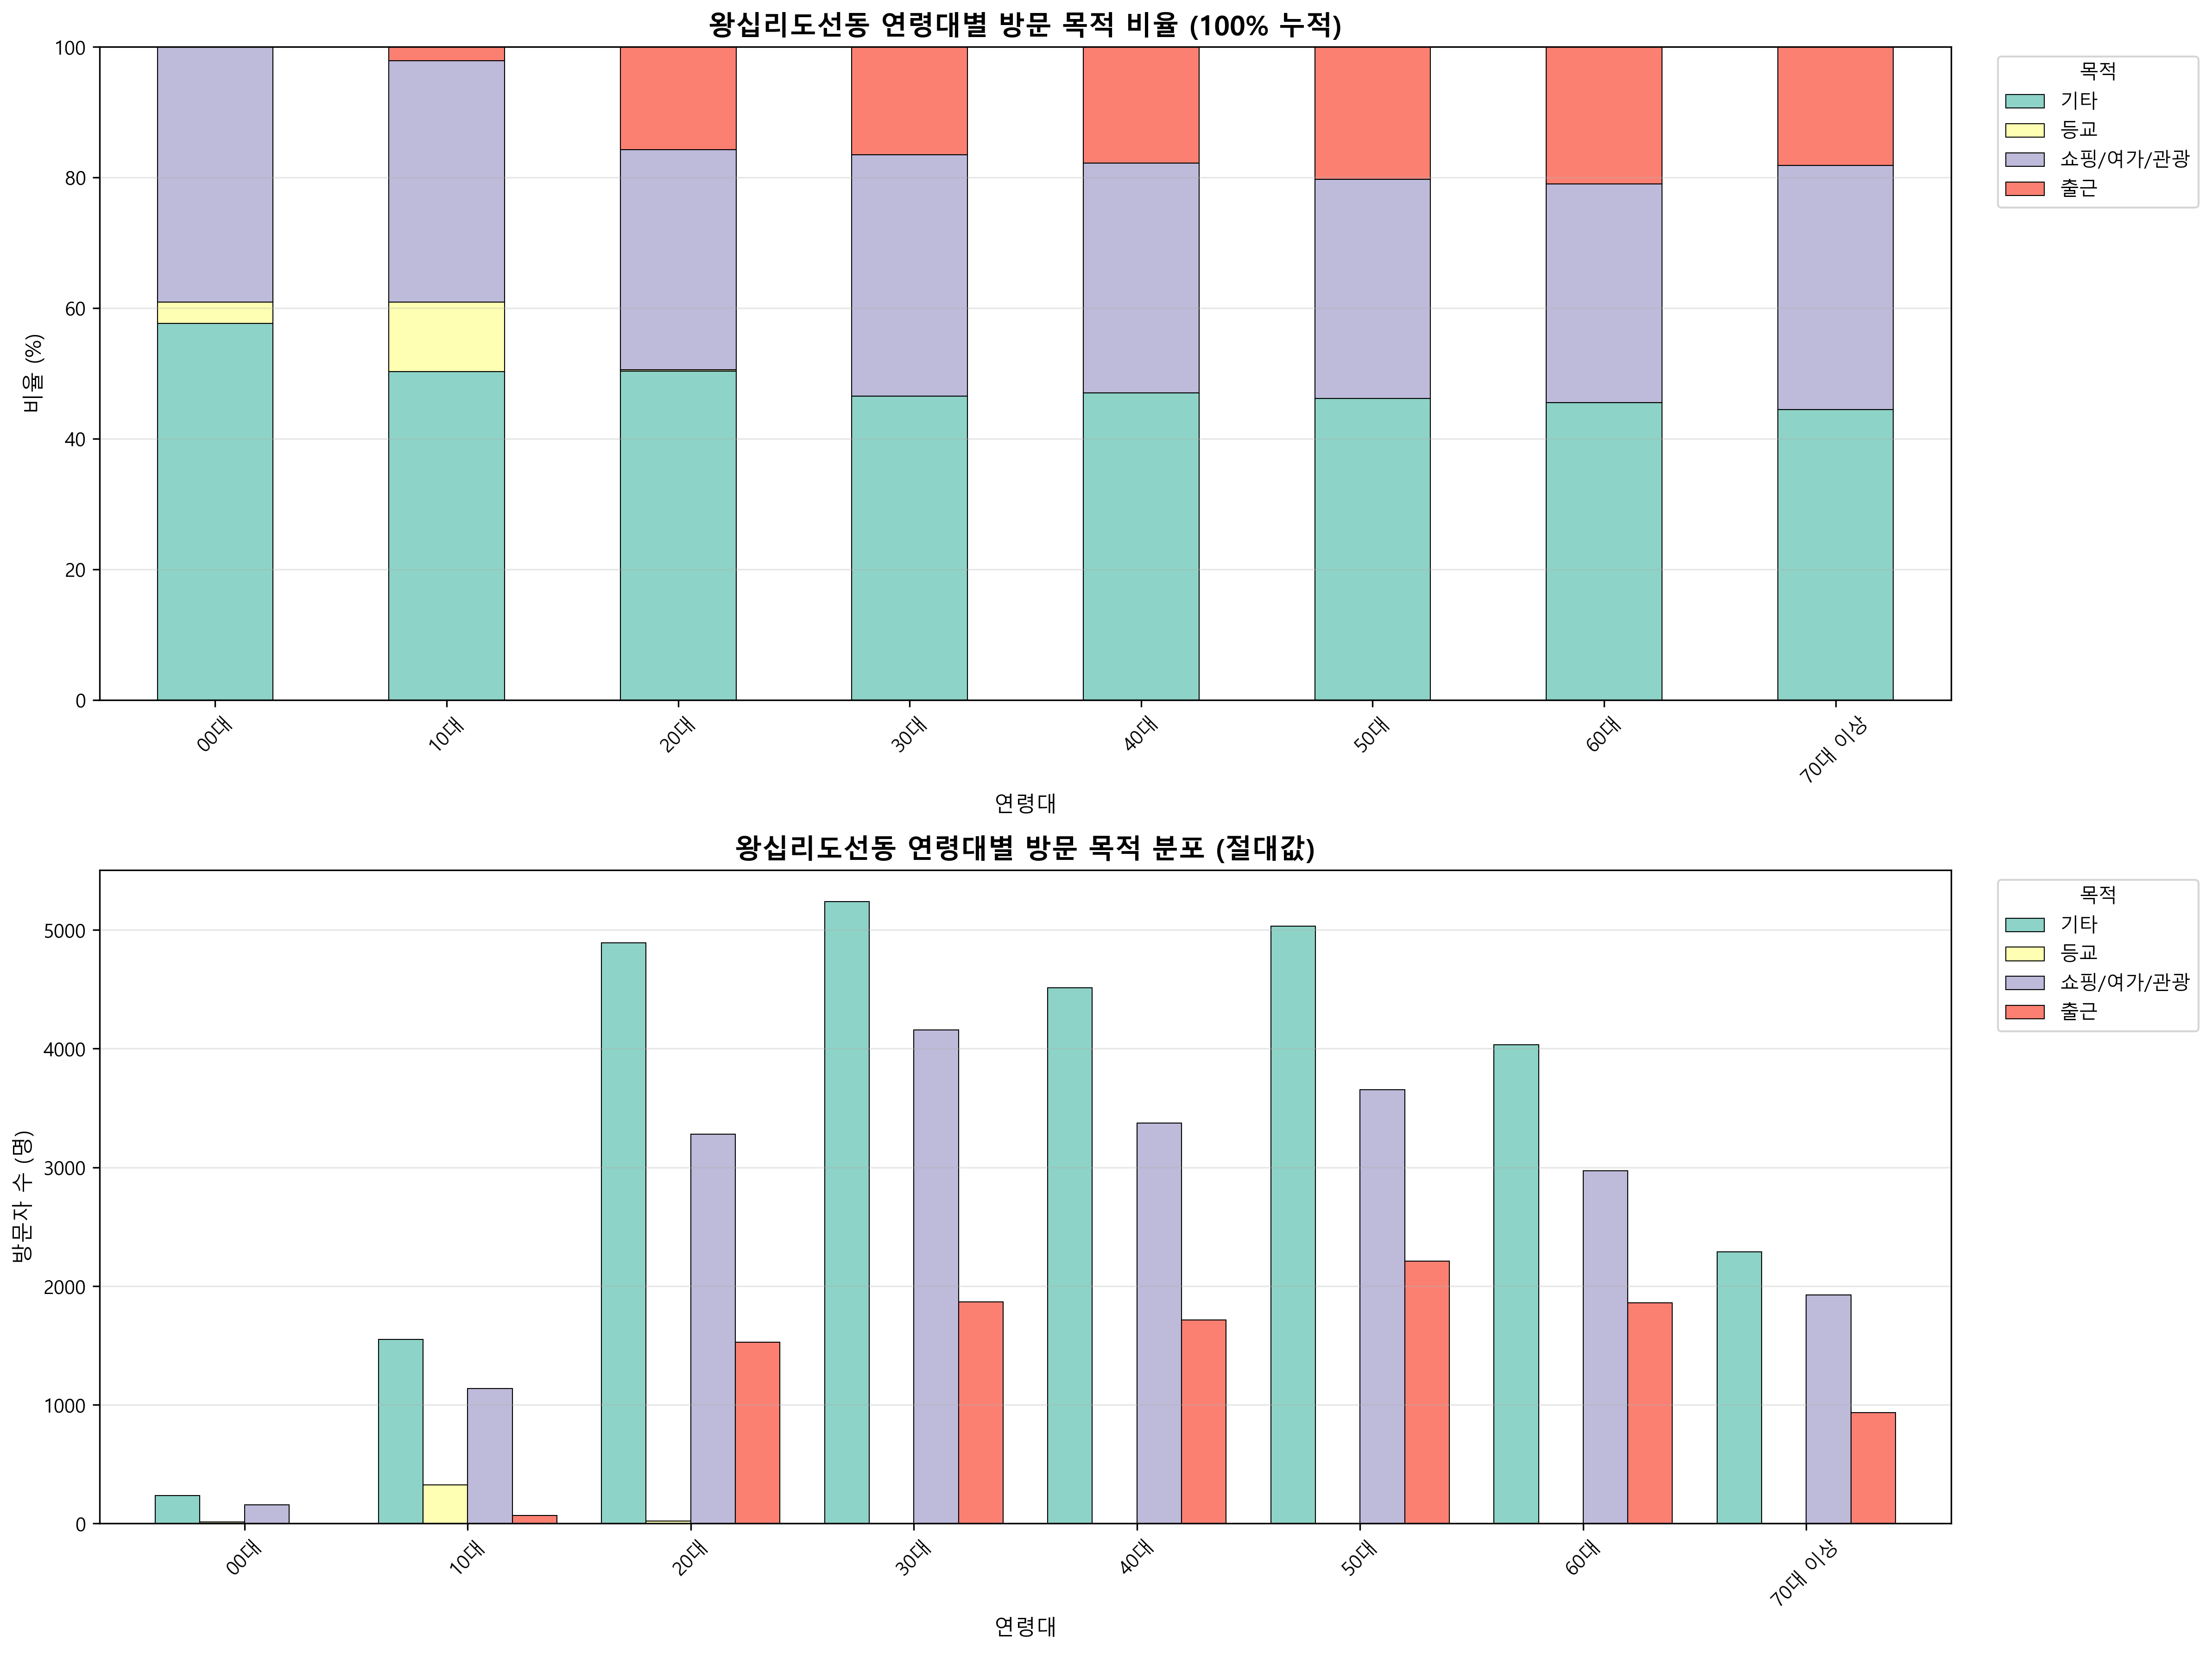 왕십리도선동 연령대별 방문 목적 비율 (100% 누적)
100
80
60
40
20
0
비율 (%)
00대
10대
20대
30대
40대
50대
60대
70대 이상
연령대
목적
기타
등교
쇼핑/여가/관광
출근
왕십리도선동 연령대별 방문 목적 분포 (절대값)
5000
4000
3000
2000
1000
0
방문자 수 (명)
00대
10대
20대
30대
40대
50대
60대
70대 이상
연령대
목적
기타
등교
쇼핑/여가/관광
출근